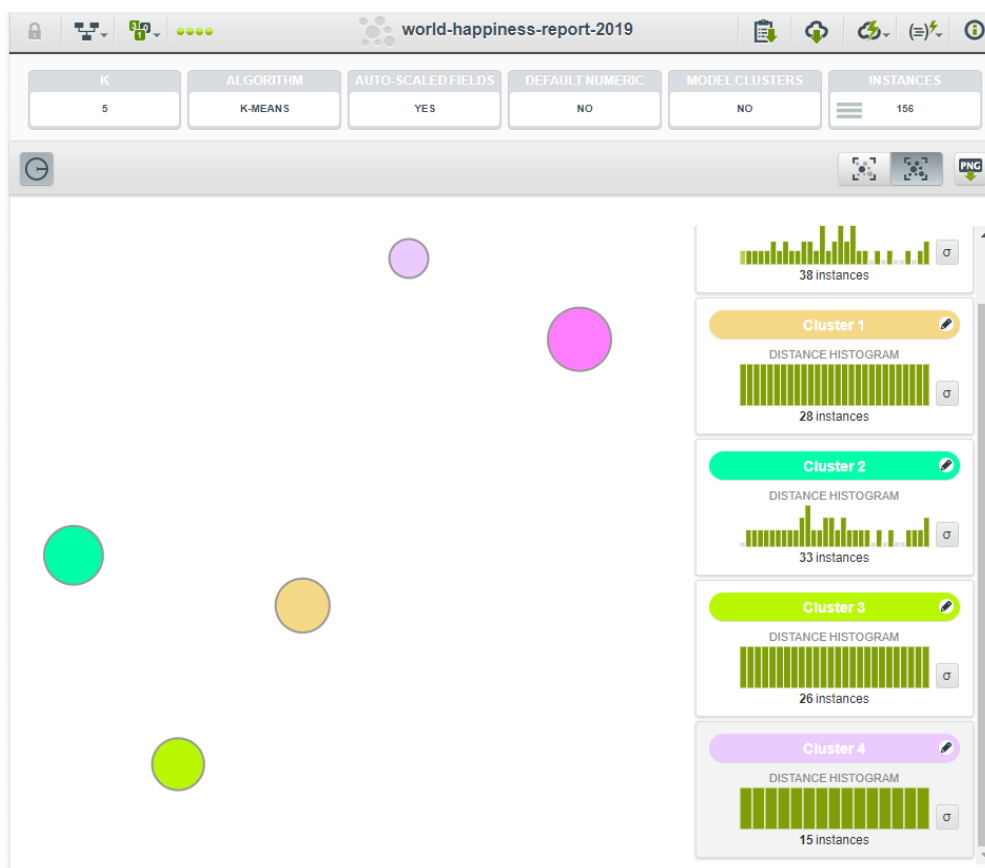 world-happiness-report-2019
K
5
ALGORITHM
K-MEANS
AUTO-SCALED FIELDS
YES
DEFAULT NUMERIC
NO
MODEL CLUSTERS
NO
INSTANCES
156
PNG
38 instances
σ
Cluster 1
DISTANCE HISTOGRAM
28 instances
σ
Cluster 2
DISTANCE HISTOGRAM
33 instances
σ
Cluster 3
DISTANCE HISTOGRAM
26 instances
σ
Cluster 4
DISTANCE HISTOGRAM
15 instances
σ